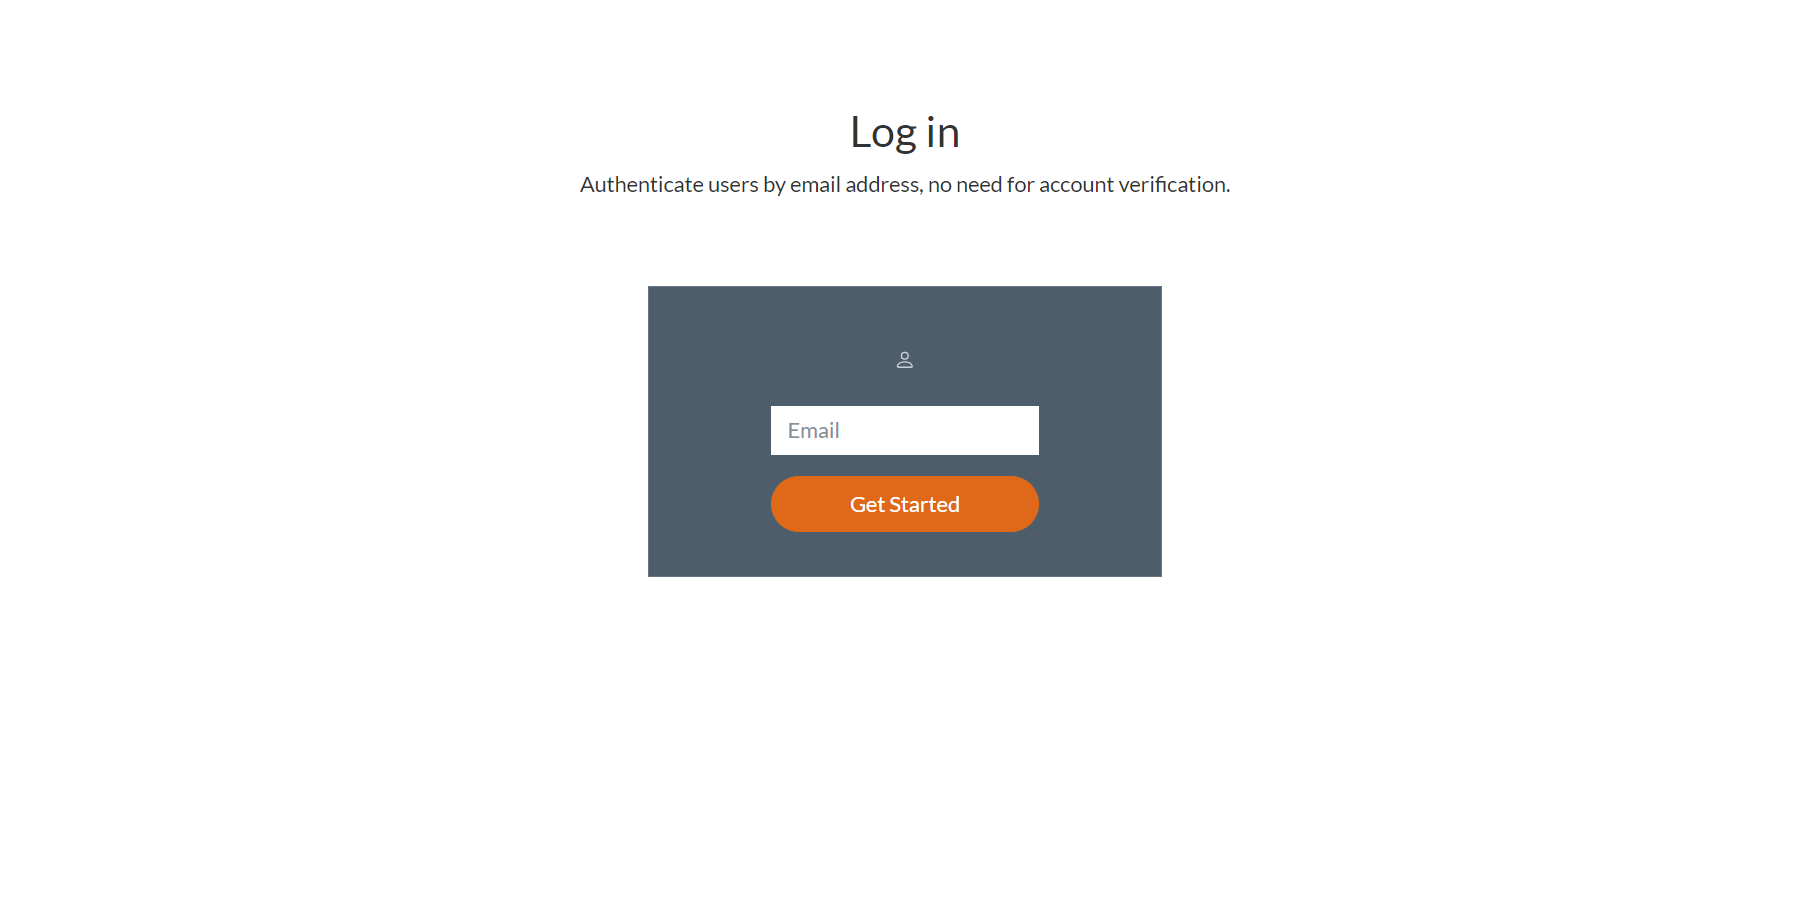 Log in
Authenticate users by email address, no need for account verification.
Email
Get Started